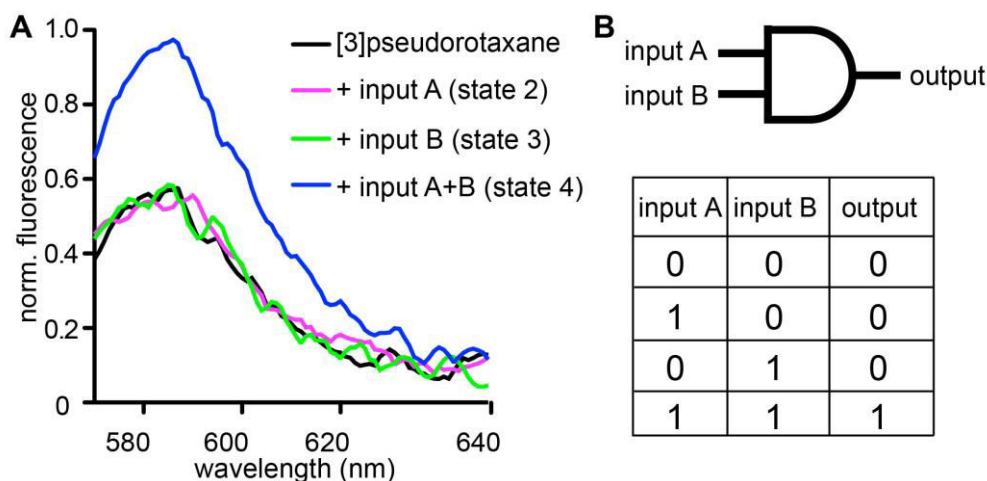 A
norm. fluorescence
1.0
0.8
0.6
0.4
0.2
0
580 600 620 640
wavelength (nm)
[3]pseudorotaxane
+ input A (state 2)
+ input B (state 3)
+ input A+B (state 4)
B
input A
input B
output
input A input B output
0 0 0
1 0 0
0 1 0
1 1 1